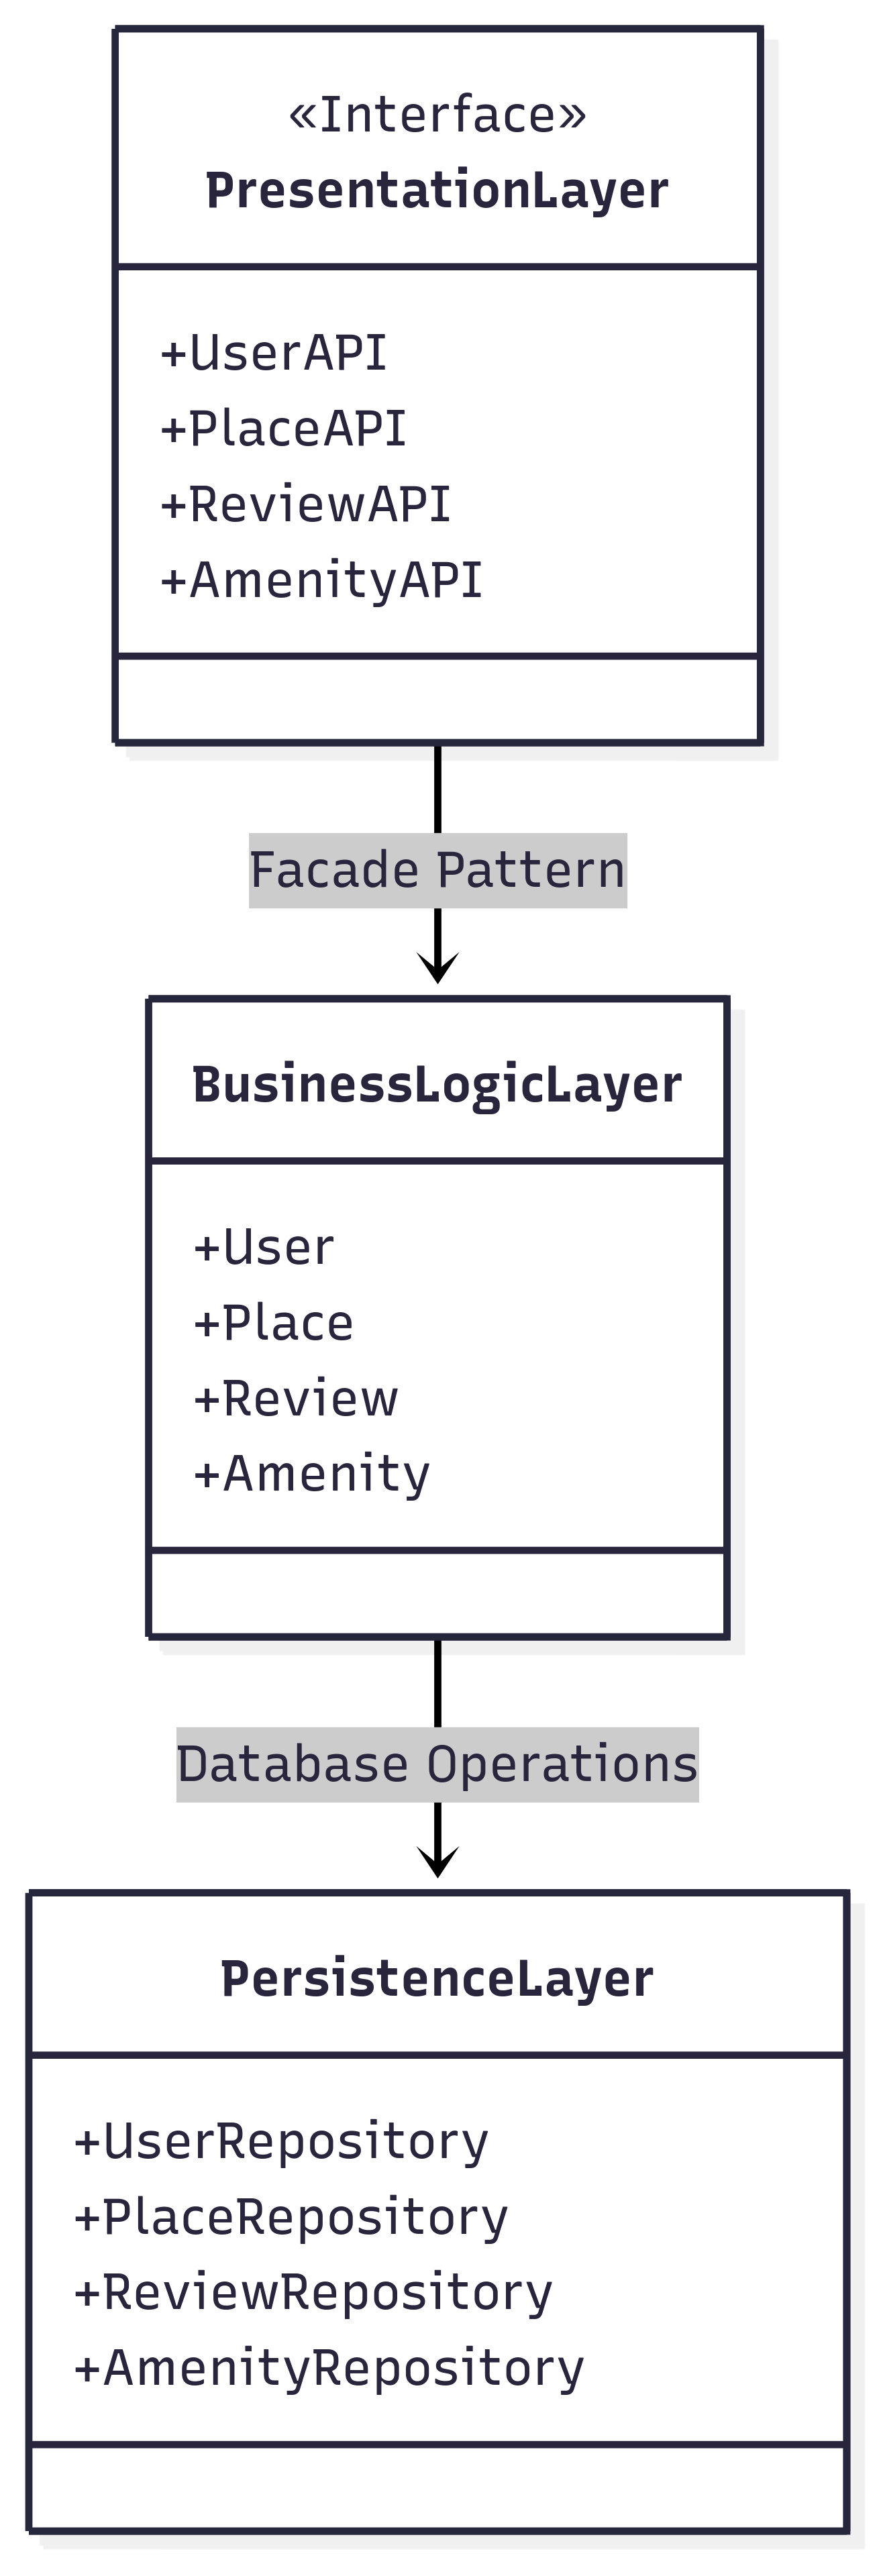 «Interface»
PresentationLayer
+UserAPI
+PlaceAPI
+ReviewAPI
+AmenityAPI
Facade Pattern
BusinessLogicLayer
+User
+Place
+Review
+Amenity
Database Operations
PersistenceLayer
+UserRepository
+PlaceRepository
+ReviewRepository
+AmenityRepository